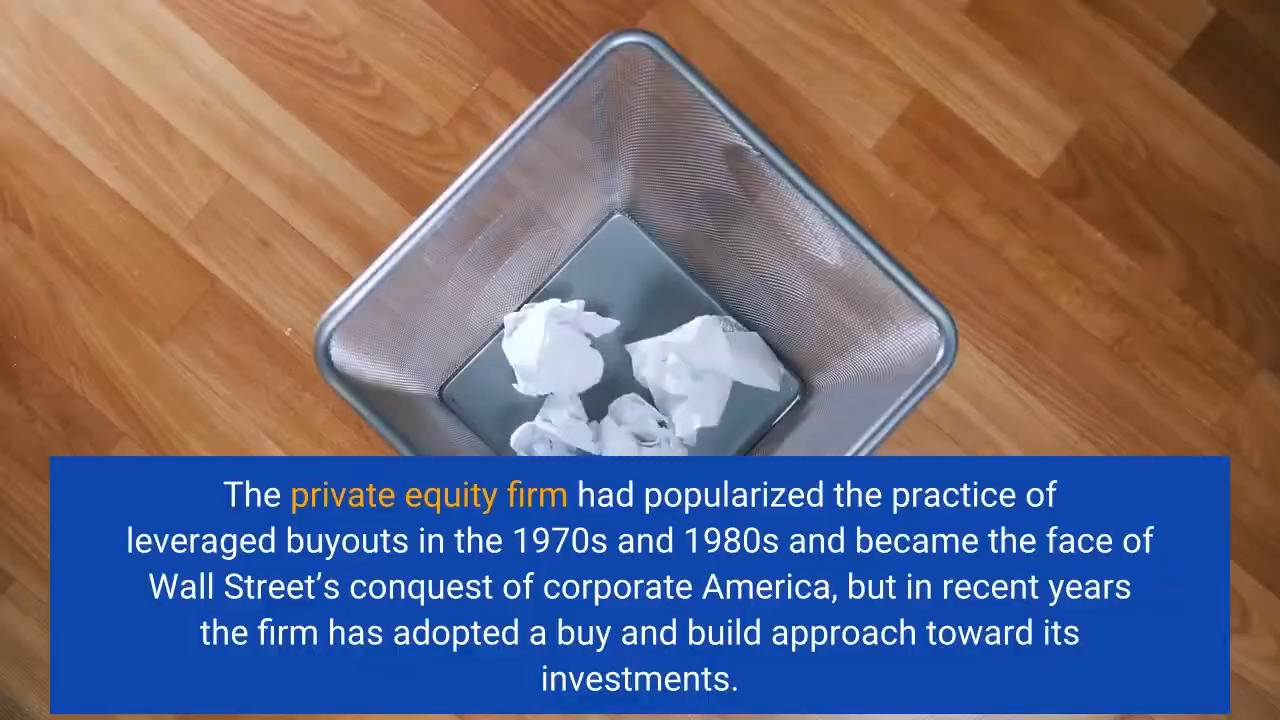 The private equity firm had popularized the practice of
leveraged buyouts in the 1970s and 1980s and became the face of
Wall Street’s conquest of corporate America, but in recent years
the firm has adopted a buy and build approach toward its
investments.